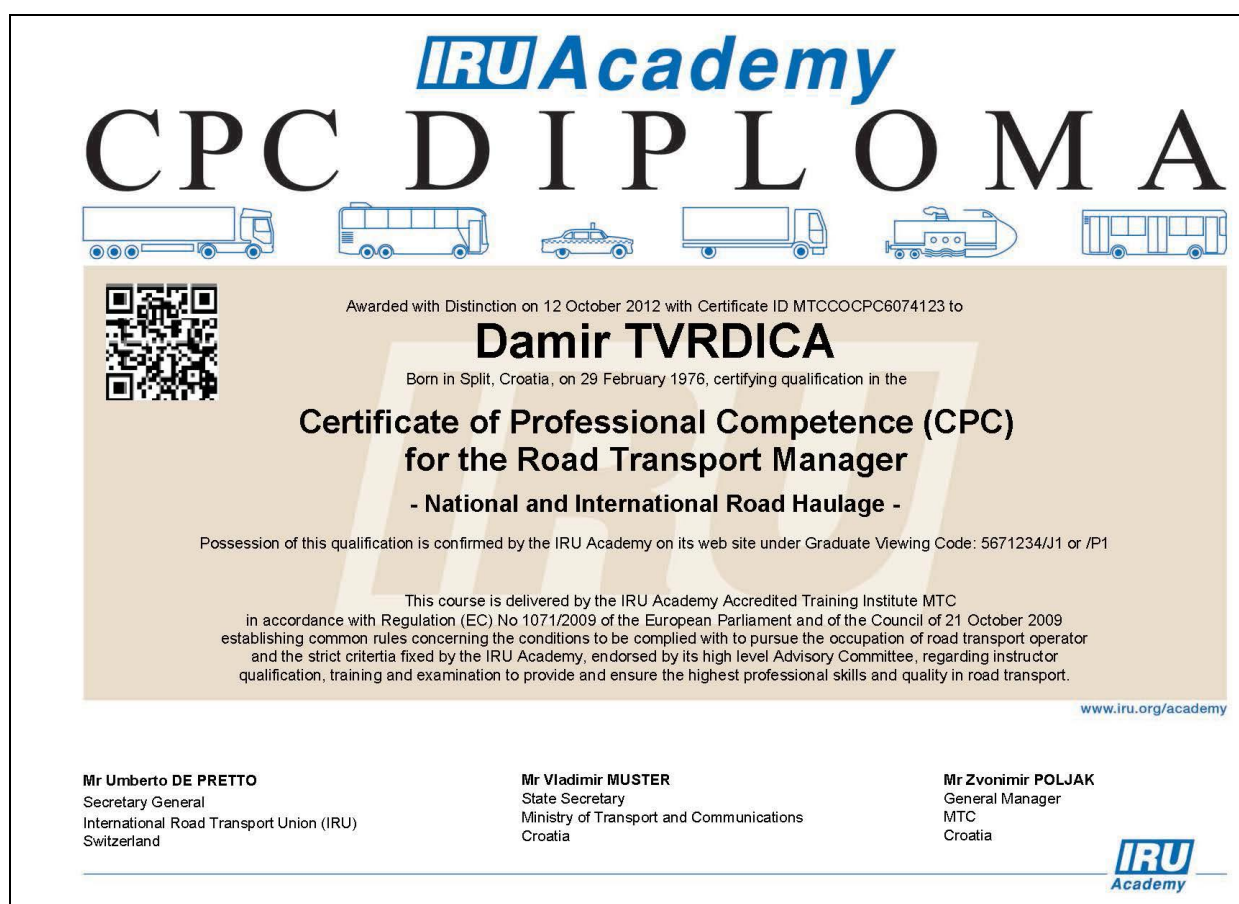 IRU Academy
CPC DIPLOMA
Awarded with Distinction on 12 October 2012 with Certificate ID MTCCOCPC6074123 to
Damir TVRDICA
Born in Split, Croatia, on 29 February 1976, certifying qualification in the
Certificate of Professional Competence (CPC)
for the Road Transport Manager
- National and International Road Haulage -
Possession of this qualification is confirmed by the IRU Academy on its web site under Graduate Viewing Code: 5671234/J1 or /P1
This course is delivered by the IRU Academy Accredited Training Institute MTC
in accordance with Regulation (EC) No 1071/2009 of the European Parliament and of the Council of 21 October 2009
establishing common rules concerning the conditions to be complied with to pursue the occupation of road transport operator
and the strict critertia fixed by the IRU Academy, endorsed by its high level Advisory Committee, regarding instructor
qualification, training and examination to provide and ensure the highest professional skills and quality in road transport.
IRU
www.iru.org/academy
Mr Umberto DE PRETTO
Secretary General
International Road Transport Union (IRU)
Switzerland
Mr Vladimir MUSTER
State Secretary
Ministry of Transport and Communications
Croatia
Mr Zvonimir POLJAK
General Manager
MTC
Croatia
IRU
Academy